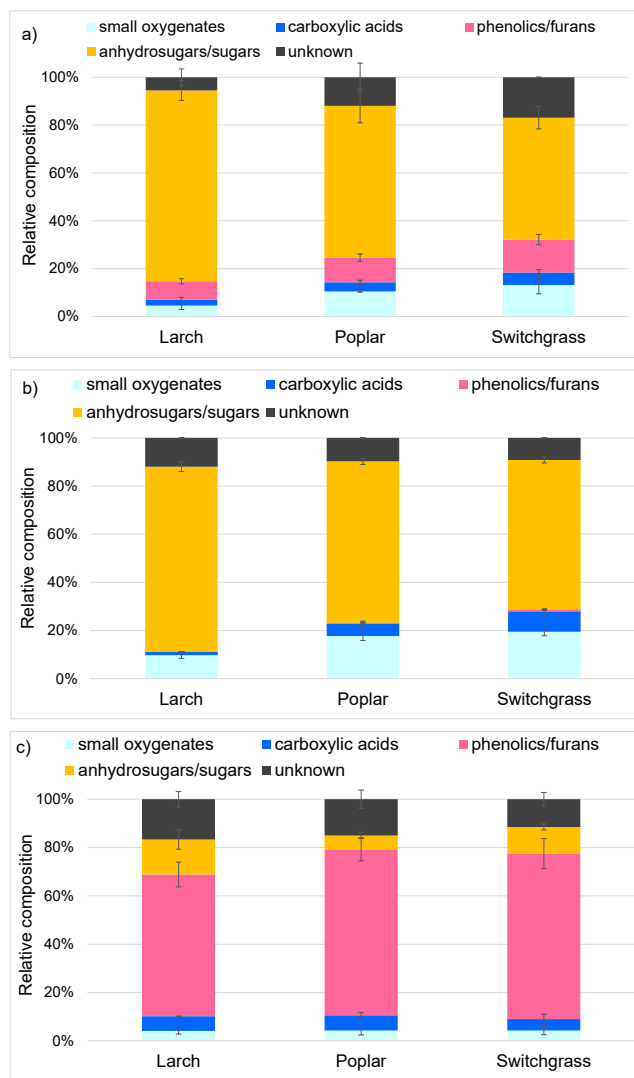 a)
small oxygenates carboxylic acids phenolics/furans
anhydrosugars/sugars unknown
100%
80%
60%
40%
20%
0%
Relative composition
Larch Poplar Switchgrass
b)
small oxygenates carboxylic acids phenolics/furans
anhydrosugars/sugars unknown
100%
80%
60%
40%
20%
0%
Relative composition
Larch Poplar Switchgrass
c)
small oxygenates carboxylic acids phenolics/furans
anhydrosugars/sugars unknown
100%
80%
60%
40%
20%
0%
Relative composition
Larch Poplar Switchgrass